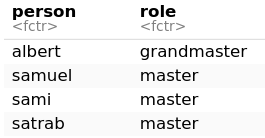 person role
<fctr> <fctr>
albert grandmaster
samuel master
sami master
satrab master